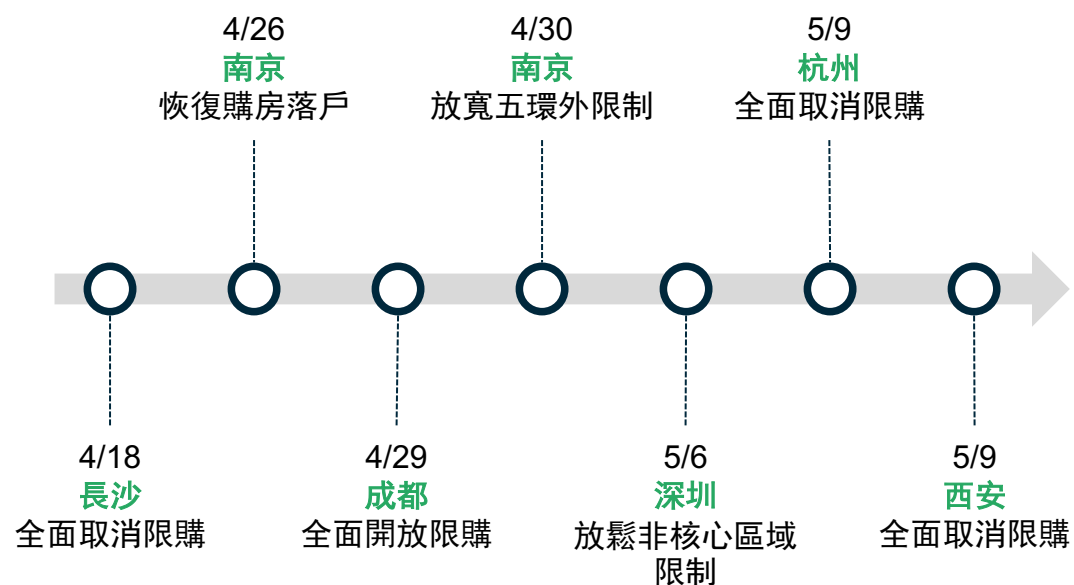 4/26
南京
恢復購房落戶
4/30
南京
放寬五環外限制
5/9
杭州
全面取消限購
4/18
長沙
全面取消限購
4/29
成都
全面開放限購
5/6
深圳
放鬆非核心區域
限制
5/9
西安
全面取消限購